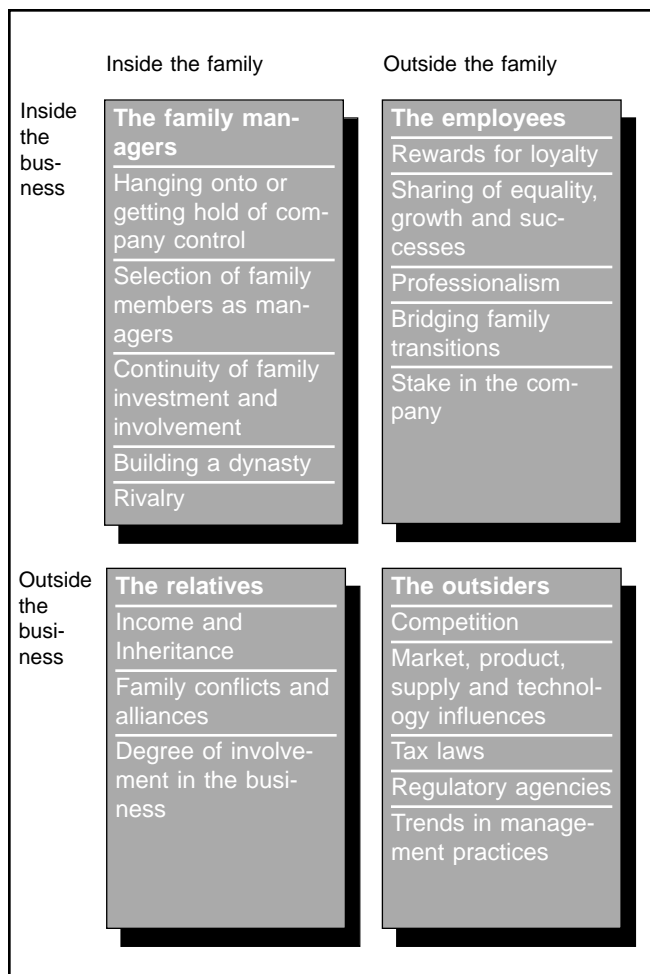 Inside the family
Outside the family
Inside
the
bus-
ness
The family man-
agers
Hanging onto or
getting hold of com-
pany control
Selection of family
members as man-
agers
Continuity of family
investment and
involvement
Building a dynasty
Rivalry
The employees
Rewards for loyalty
Sharing of equality,
growth and suc-
cesses
Professionalism
Bridging family
transitions
Stake in the com-
pany
Outside
the
busi-
ness
The relatives
Income and
Inheritance
Family conflicts and
alliances
Degree of involve-
ment in the busi-
ness
The outsiders
Competition
Market, product,
supply and technol-
ogy influences
Tax laws
Regulatory agencies
Trends in manage-
ment practices